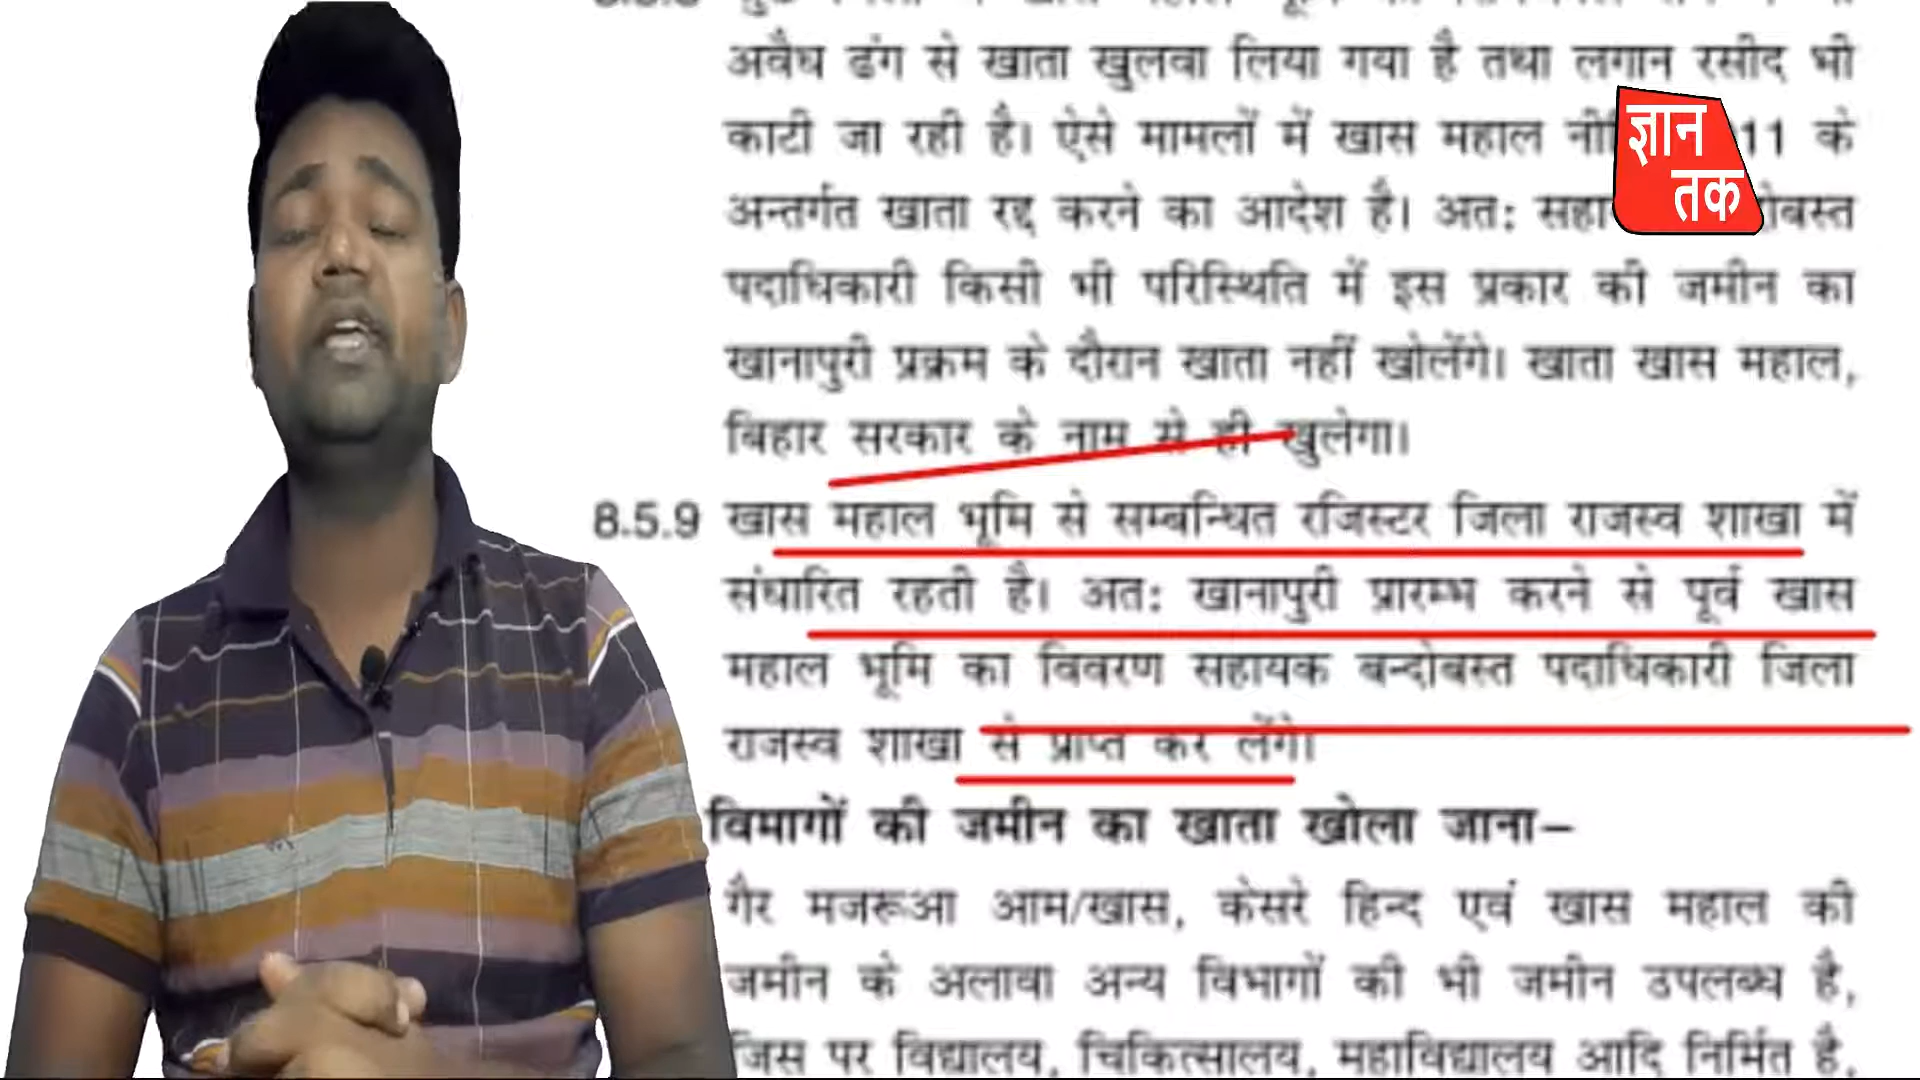 अवैध ढंग से खाता खुलवा लिया गया है तथा लगान रसीद भी
काटी जा रही है। ऐसे मामलों में खास महाल 11 के
अन्तर्गत खाता रद्द करने का आदेश है। अतः
पदाधिकारी किसी भी परिस्थिति में इस प्रकार की जमीन का
खानापुरी प्रक्रम के दौरान खाता नहीं खोलेंगे। खाता खास महाल,
बिहार सरकार के नाम से ही खुलेगा।
8.5.9 खास महाल भूमि से सम्बन्धित रजिस्टर जिला राजस्व शाखा में
संधारित रहती है। अतः खानापुरी प्रारम्भ करने से पूर्व खास
महाल भूमि का विवरण सहायक बन्दोबस्त पदाधिकारी जिला
राजस्व शाखा से प्राप्त कर लेंगे।
विभागों की जमीन का खाता खोला जाना–
गैर मजरूआ आम/खास, केसरे हिन्द एवं खास महाल की
जमीन के अलावा अन्य विभागों की भी जमीन उपलब्ध है,
जिस पर विद्यालय, चिकित्सालय, महाविद्यालय आदि निर्मित है,
ज्ञान
तक